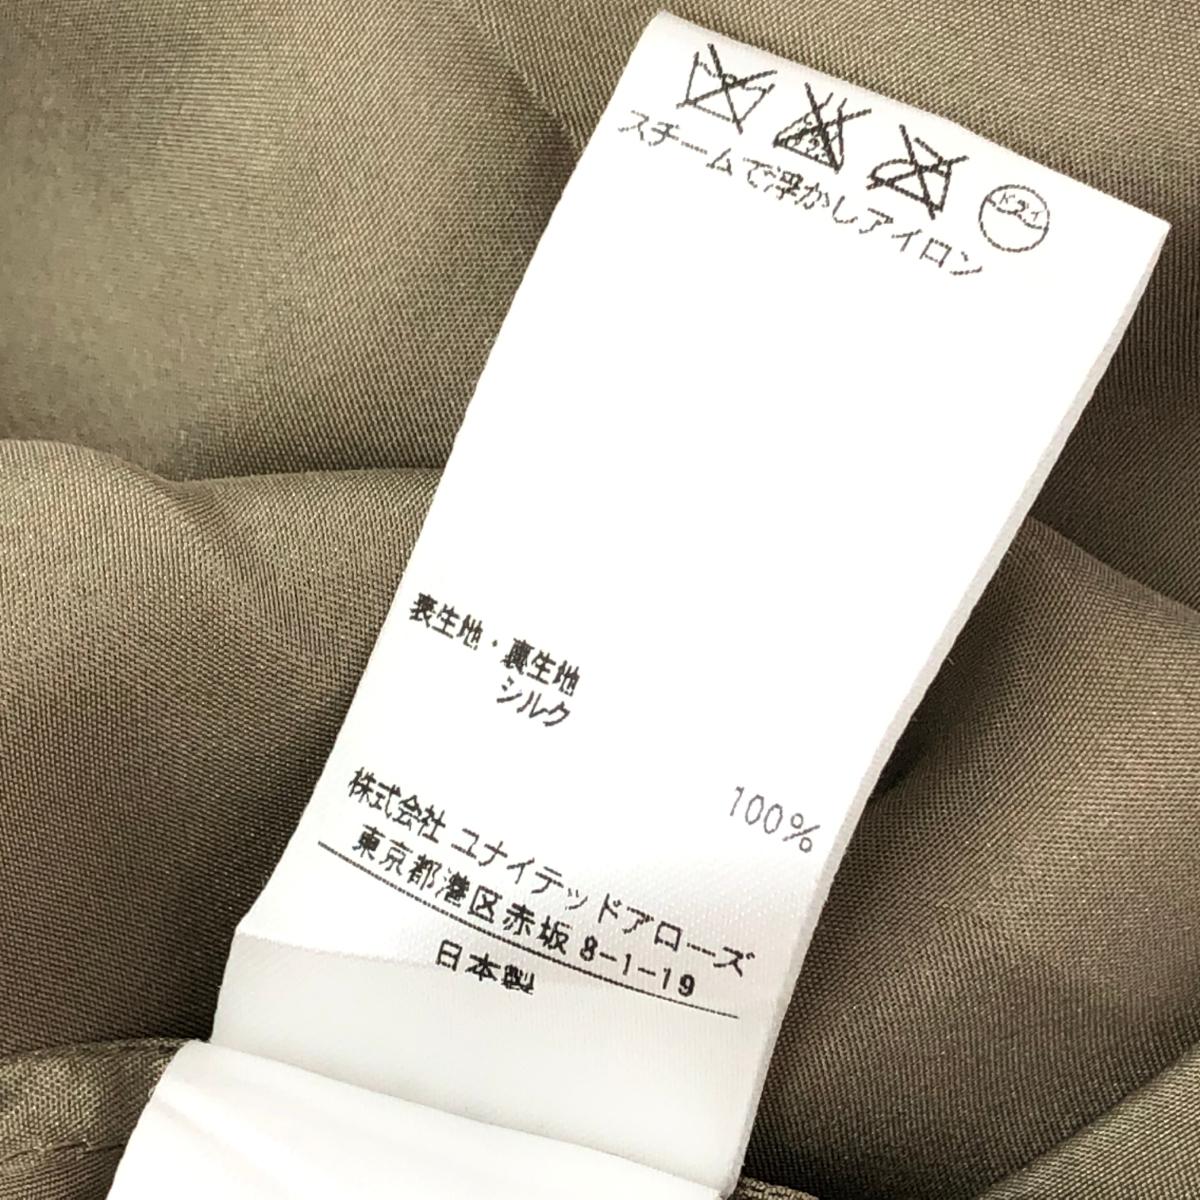 ドライ
スチームで浮かしアイロン
表生地・裏生地
シルク
100%
株式会社 ユナイテッドアローズ
東京都港区赤坂 8-1-19
日本製